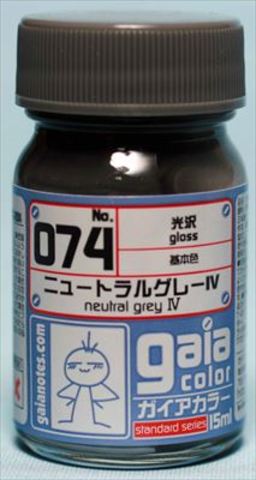 No.
074
光沢
gloss
基本色
ニュートラルグレーⅣ
neutral grey Ⅳ
gaianotes.com
gaia
color
ガイアカラー
standard series 15ml